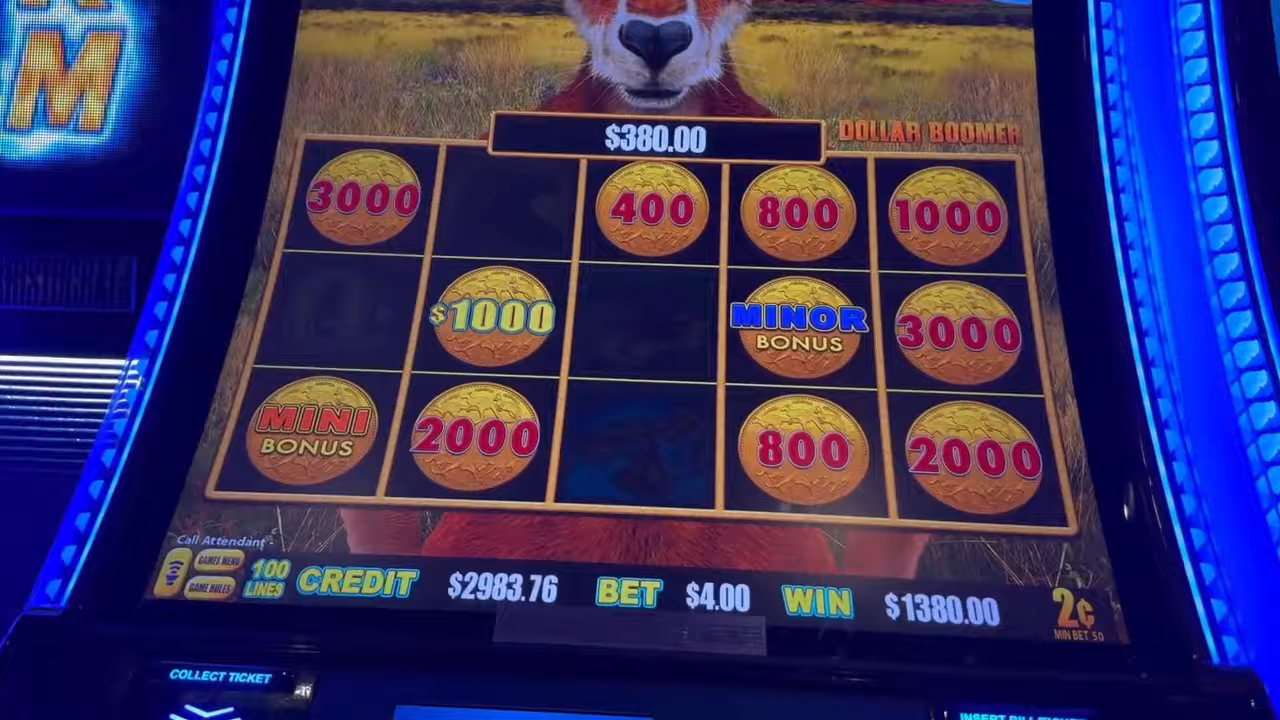 M
$380.00
DOLLAR BOOMER
3000
400
800
1000
$1000
MINOR
BONUS
3000
MINI
BONUS
2000
800
2000
Call Attendant
GAMES MENU
GAME RULES
100
LINES
CREDIT
$2983.76
BET
$4.00
WIN
$1380.00
2¢
MIN BET 50
COLLECT TICKET